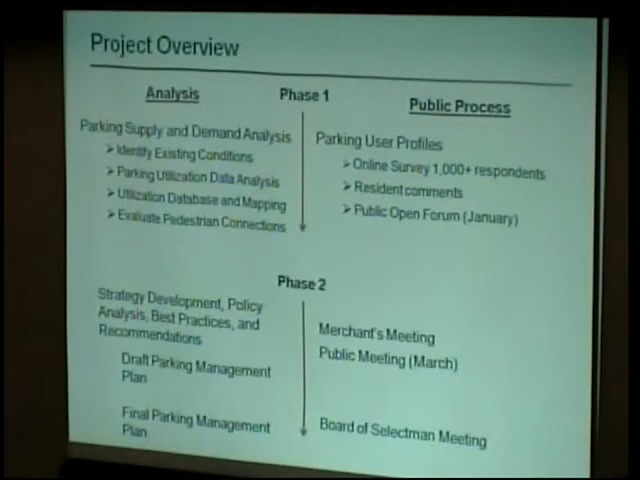 Project Overview
Analysis
Phase 1
Public Process
Parking Supply and Demand Analysis
➢ Identify Existing Conditions
➢ Parking Utilization Data Analysis
➢ Utilization Database and Mapping
➢ Evaluate Pedestrian Connections
Parking User Profiles
➢ Online Survey 1,000+ respondents
➢ Resident comments
➢ Public Open Forum (January)
Phase 2
Strategy Development, Policy
Analysis, Best Practices, and
Recommendations
Draft Parking Management
Plan
Final Parking Management
Plan
Merchant's Meeting
Public Meeting (March)
Board of Selectman Meeting